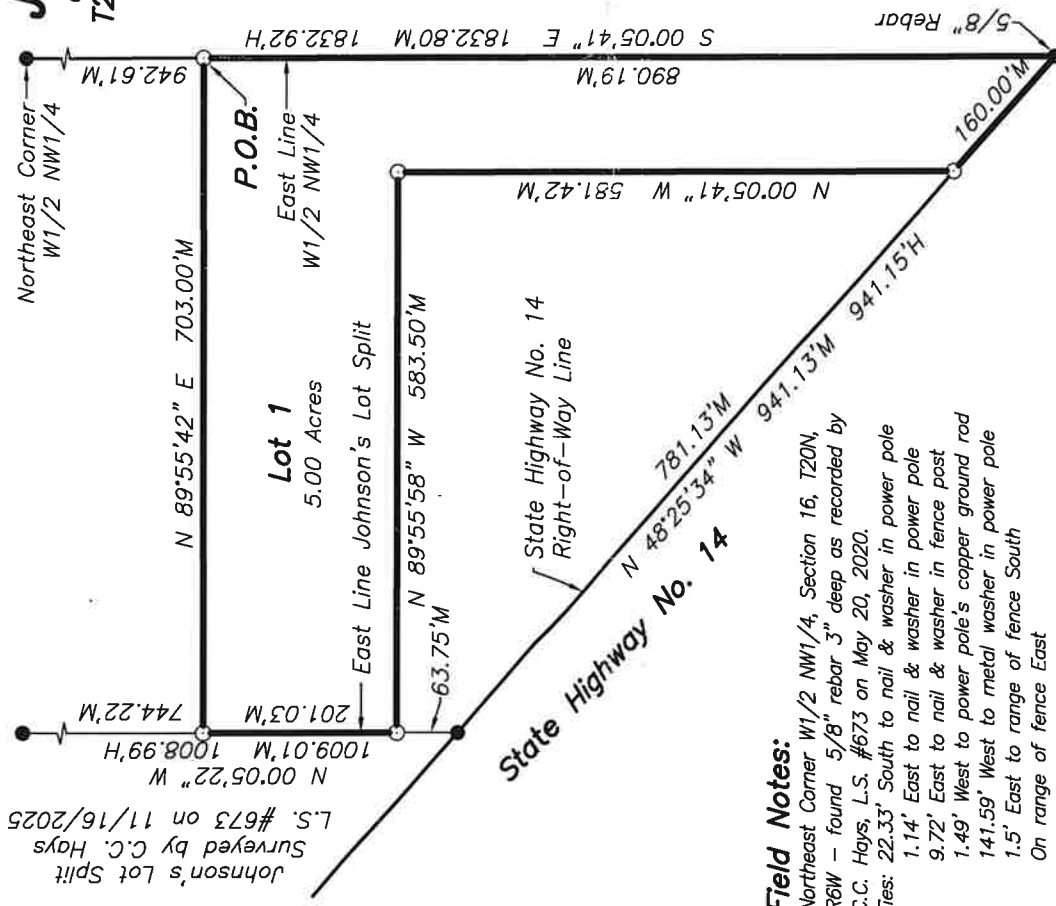 T2
Northeast Corner
W1/2 NW1/4
942.61'M
P.O.B.
East Line
W1/2 NW1/4
S 00°05'41" E 1832.80'M 1832.92'H
890.19'M
5/8" Rebar
N 89°55'42" E 703.00'M
Lot 1
5.00 Acres
East Line Johnson's Lot Split
N 00°05'41" W 581.42'M
160.00'M
N 89°55'58" W 583.50'M
63.75'M
744.22'M
201.03'M
N 00°05'22" W 1009.01'M 1008.99'H
Johnson's Lot Split
Surveyed by C.C. Hays
L.S. #673 on 11/16/2025
State Highway No. 14
Right-of-Way Line
781.13'M
N 48°25'34" W 941.13'M 941.15'H
State Highway No. 14
Field Notes:
Northeast Corner W1/2 NW1/4, Section 16, T20N,
R6W - found 5/8" rebar 3" deep as recorded by
C.C. Hays, L.S. #673 on May 20, 2020.
Ties: 22.33' South to nail & washer in power pole
1.14' East to nail & washer in power pole
9.72' East to nail & washer in fence post
1.49' West to power pole's copper ground rod
141.59' West to metal washer in power pole
1.5' East to range of fence South
On range of fence East